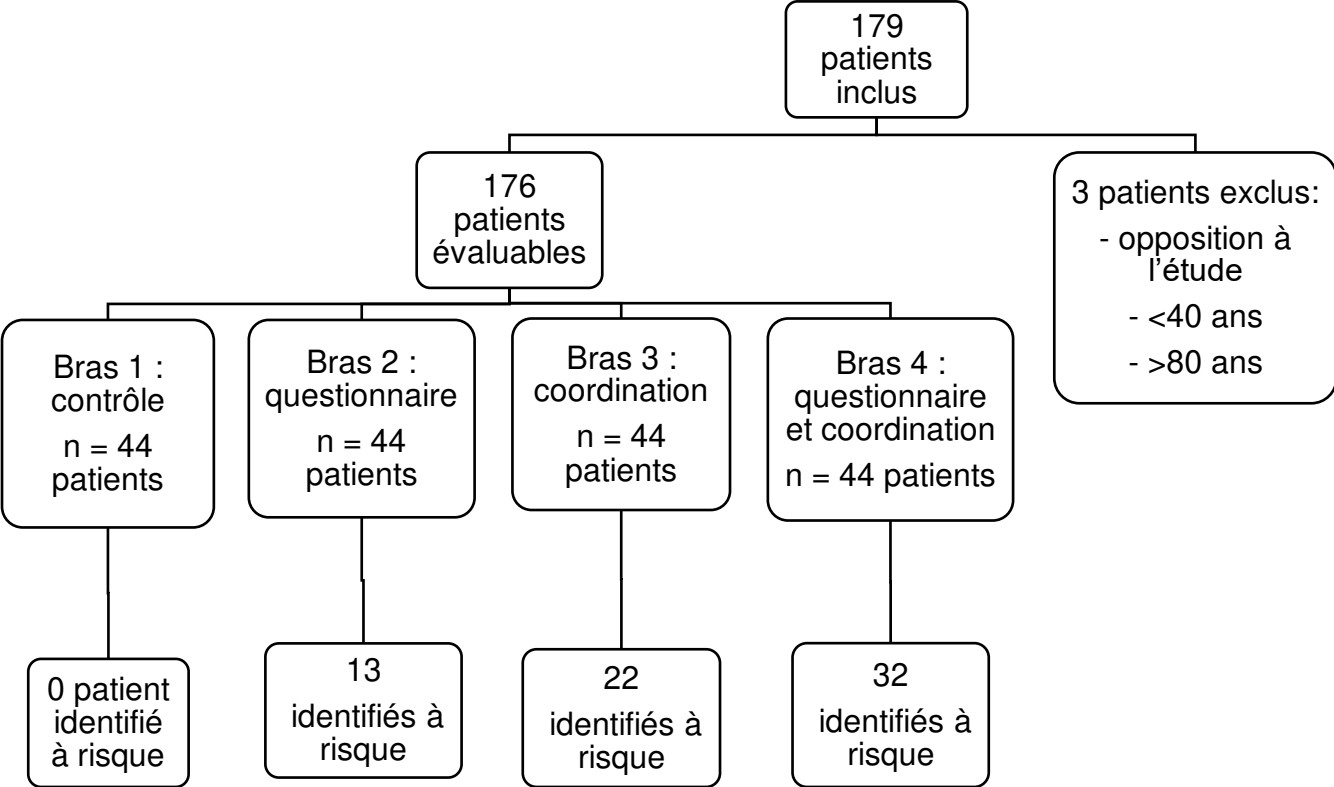 179
patients
inclus
176
patients
évaluables
3 patients exclus:
- opposition à
l'étude
- <40 ans
- >80 ans
Bras 1 :
contrôle
n = 44
patients
Bras 2 :
questionnaire
n = 44
patients
Bras 3 :
coordination
n = 44
patients
Bras 4 :
questionnaire
et coordination
n = 44 patients
0 patient
identifié
à risque
13
identifiés à
risque
22
identifiés à
risque
32
identifiés à
risque